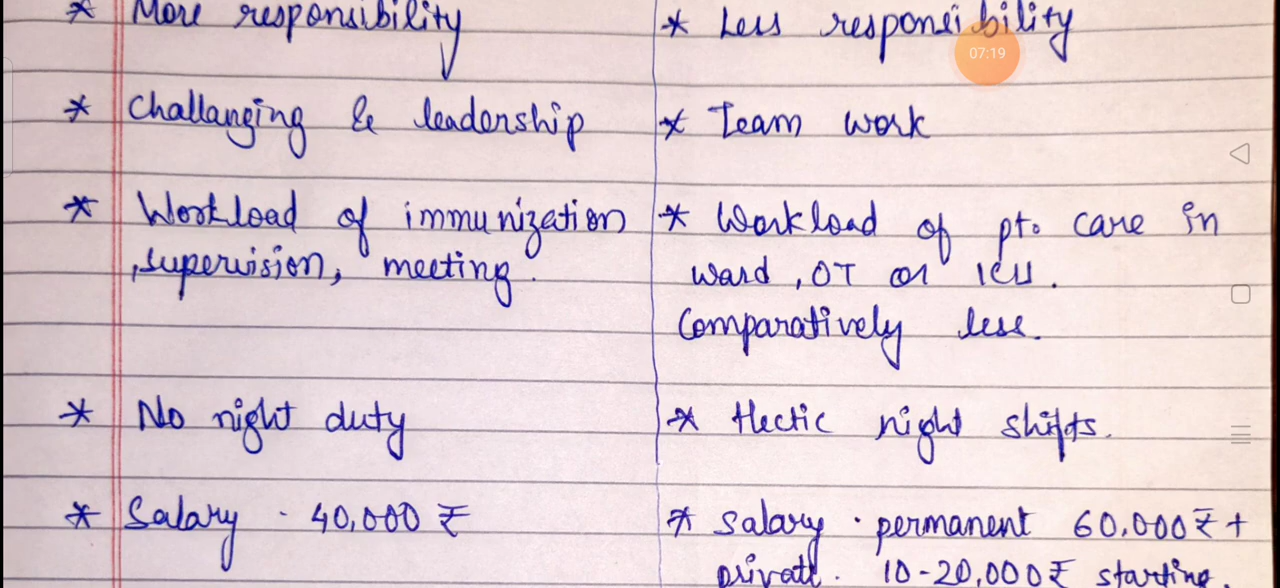 * More responsibility
* Less responsibility
07:19
* Challanging & leadership
* Team work
* Workload of immunization
, supervision, meeting.
* Workload of pt. care in
ward, OT or ICU.
Comparatively less.
* No night duty
* Hectic night shifts.
* Salary - 40,000 ₹
* Salary . permanent 60,000 ₹ +
private. 10-20,000 ₹ starting.